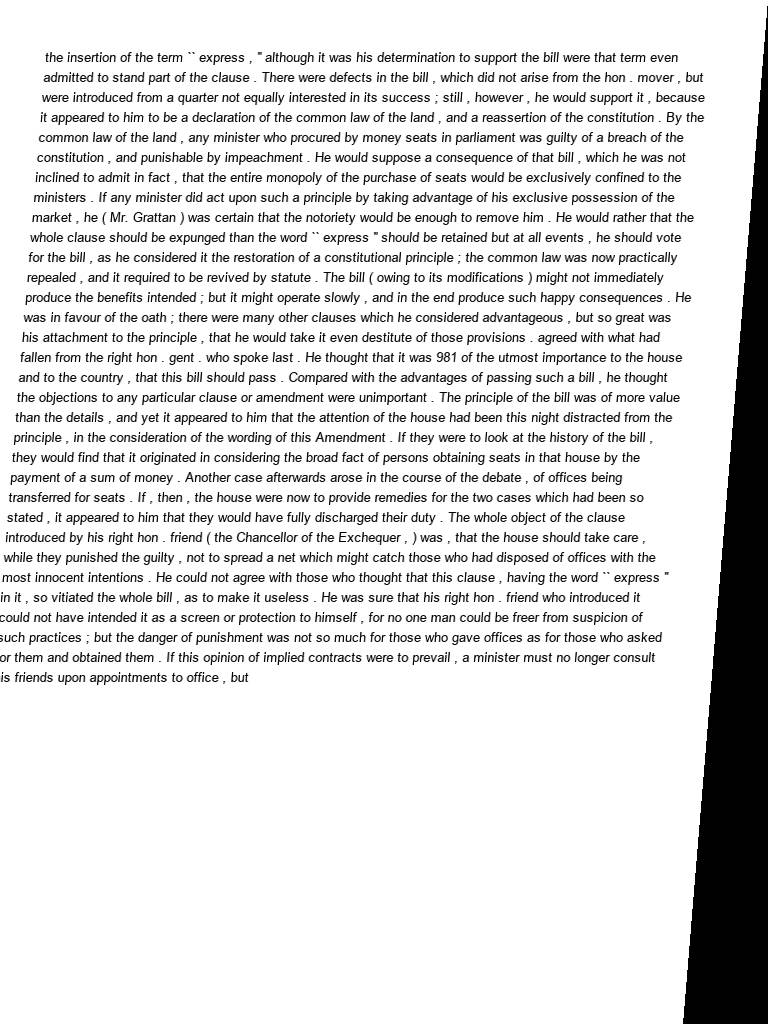 the insertion of the term `` express , " although it was his determination to support the bill were that term even
admitted to stand part of the clause . There were defects in the bill , which did not arise from the hon . mover , but
were introduced from a quarter not equally interested in its success ; still , however , he would support it , because
it appeared to him to be a declaration of the common law of the land , and a reassertion of the constitution . By the
common law of the land , any minister who procured by money seats in parliament was guilty of a breach of the
constitution , and punishable by impeachment . He would suppose a consequence of that bill , which he was not
inclined to admit in fact , that the entire monopoly of the purchase of seats would be exclusively confined to the
ministers . If any minister did act upon such a principle by taking advantage of his exclusive possession of the
market , he ( Mr. Grattan ) was certain that the notoriety would be enough to remove him . He would rather that the
whole clause should be expunged than the word `` express " should be retained but at all events , he should vote
for the bill , as he considered it the restoration of a constitutional principle ; the common law was now practically
repealed , and it required to be revived by statute . The bill ( owing to its modifications ) might not immediately
produce the benefits intended ; but it might operate slowly , and in the end produce such happy consequences . He
was in favour of the oath ; there were many other clauses which he considered advantageous , but so great was
his attachment to the principle , that he would take it even destitute of those provisions . agreed with what had
fallen from the right hon . gent . who spoke last . He thought that it was 981 of the utmost importance to the house
and to the country , that this bill should pass . Compared with the advantages of passing such a bill , he thought
the objections to any particular clause or amendment were unimportant . The principle of the bill was of more value
than the details , and yet it appeared to him that the attention of the house had been this night distracted from the
principle , in the consideration of the wording of this Amendment . If they were to look at the history of the bill ,
they would find that it originated in considering the broad fact of persons obtaining seats in that house by the
payment of a sum of money . Another case afterwards arose in the course of the debate , of offices being
transferred for seats . If , then , the house were now to provide remedies for the two cases which had been so
stated , it appeared to him that they would have fully discharged their duty . The whole object of the clause
introduced by his right hon . friend ( the Chancellor of the Exchequer , ) was , that the house should take care ,
while they punished the guilty , not to spread a net which might catch those who had disposed of offices with the
most innocent intentions . He could not agree with those who thought that this clause , having the word `` express "
in it , so vitiated the whole bill , as to make it useless . He was sure that his right hon . friend who introduced it
could not have intended it as a screen or protection to himself , for no one man could be freer from suspicion of
such practices ; but the danger of punishment was not so much for those who gave offices as for those who asked
or them and obtained them . If this opinion of implied contracts were to prevail , a minister must no longer consult
is friends upon appointments to office , but